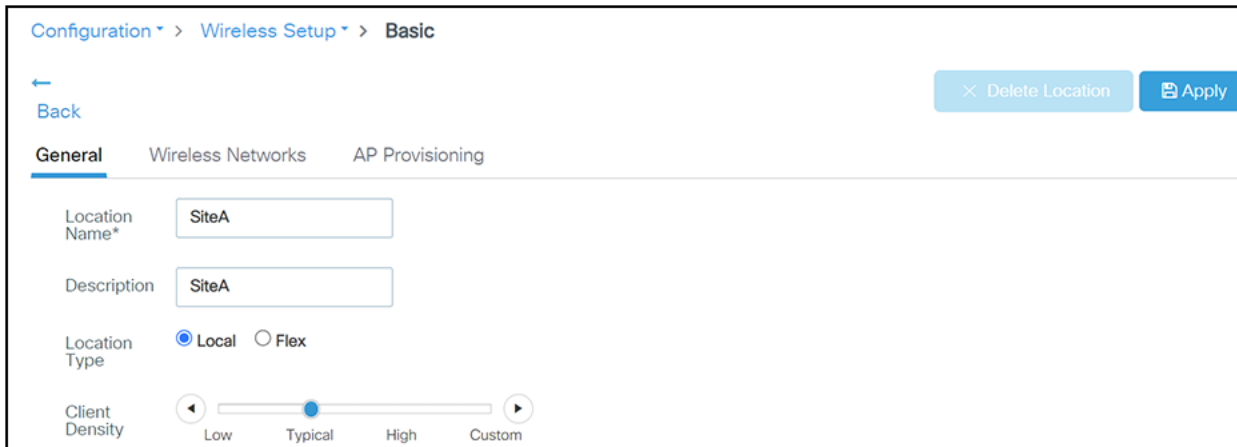 Configuration > Wireless Setup > Basic
←
Back
× Delete Location Apply
General Wireless Networks AP Provisioning
Location
Name*
SiteA
Description SiteA
Location
Type
Local Flex
Client
Density
Low Typical High Custom